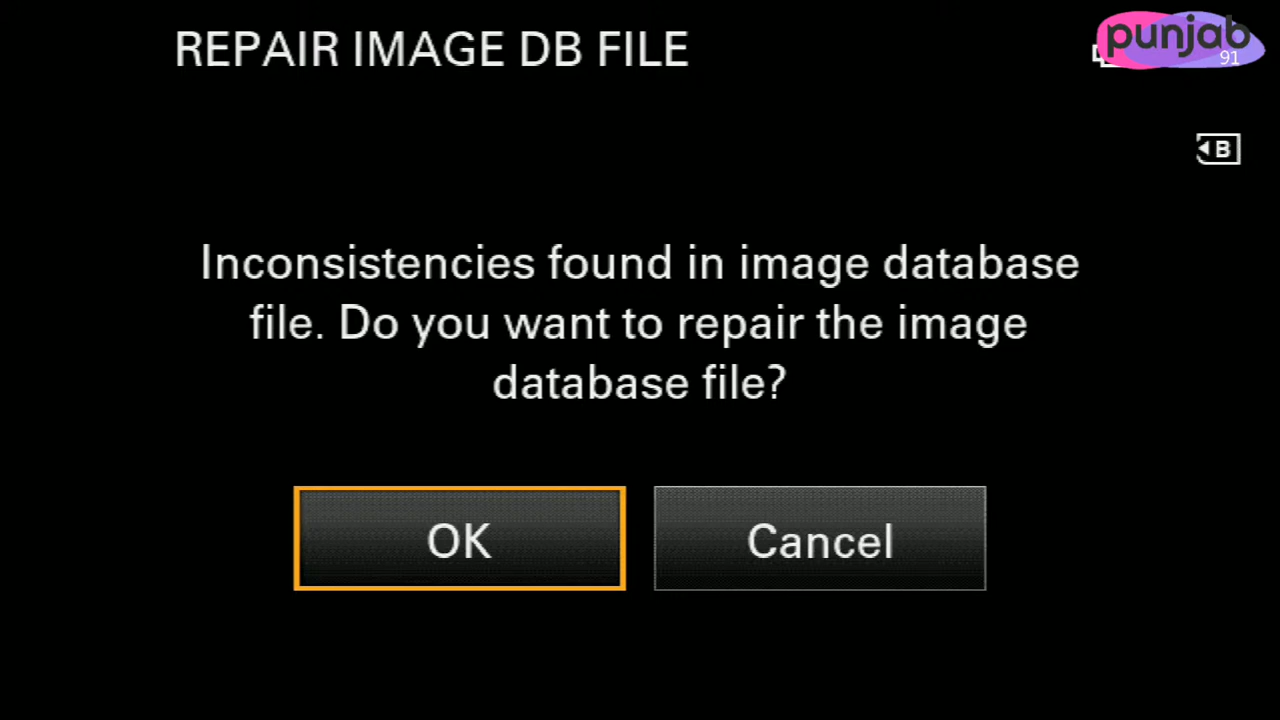 REPAIR IMAGE DB FILE
punjab
91
B
Inconsistencies found in image database
file. Do you want to repair the image
database file?
OK
Cancel